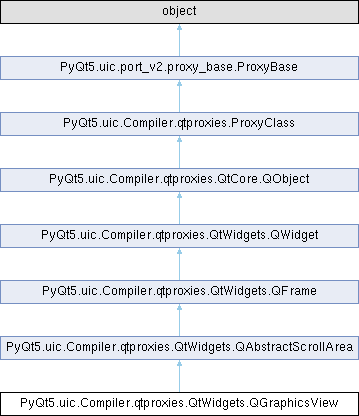 object
PyQt5.uic.port_v2.proxy_base.ProxyBase
PyQt5.uic.Compiler.qtproxies.ProxyClass
PyQt5.uic.Compiler.qtproxies.QtCore.QObject
PyQt5.uic.Compiler.qtproxies.QtWidgets.QWidget
PyQt5.uic.Compiler.qtproxies.QtWidgets.QFrame
PyQt5.uic.Compiler.qtproxies.QtWidgets.QAbstractScrollArea
PyQt5.uic.Compiler.qtproxies.QtWidgets.QGraphicsView